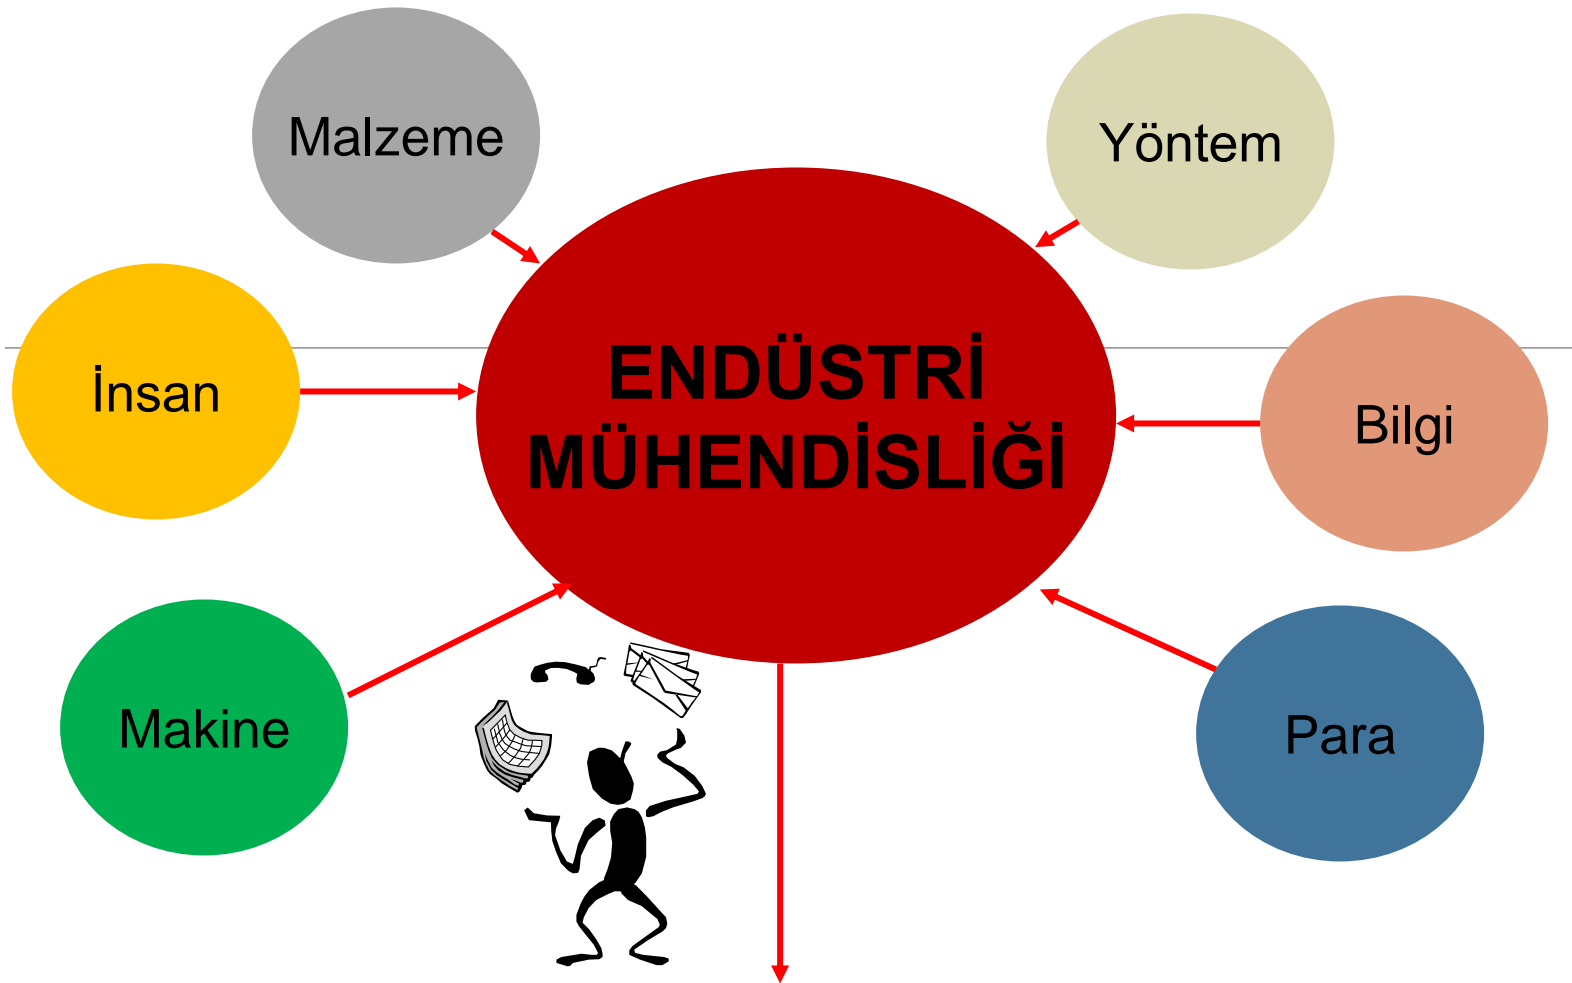 Malzeme
Yöntem
İnsan
ENDÜSTRİ
MÜHENDİSLİĞİ
Bilgi
Makine
Para